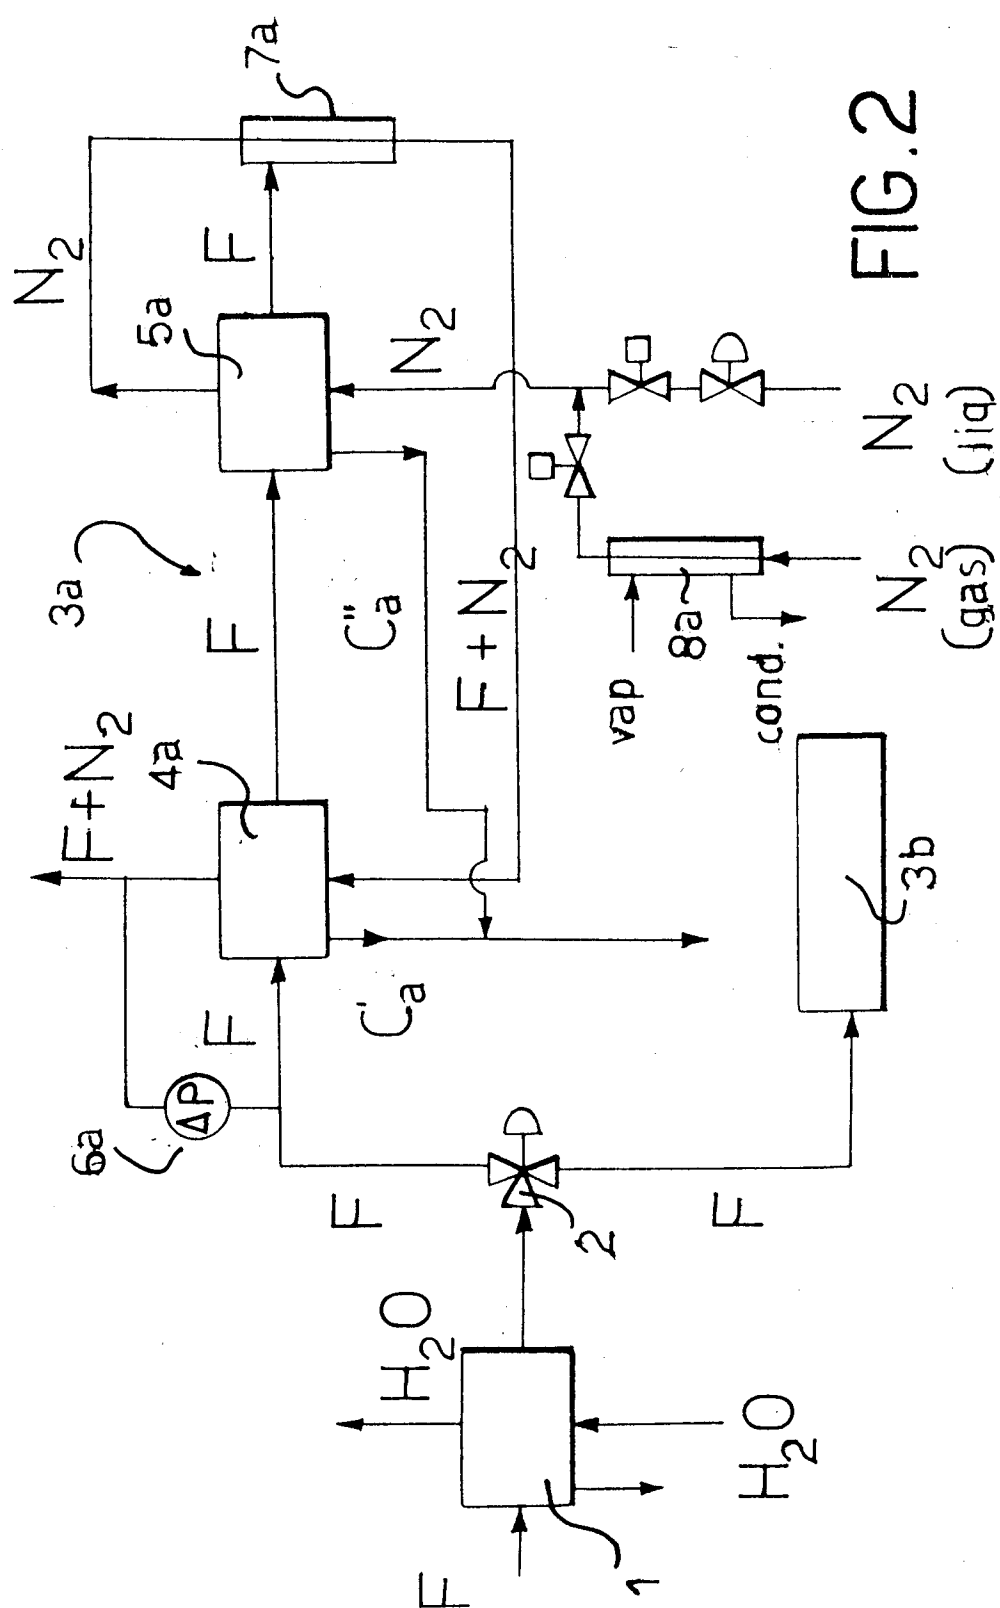 F+N₂
N₂
7a
6a
ΔP
F
4a
3a
F
5a
F
C'ₐ
C"ₐ
N₂
F+N₂
H₂O
F
F
1
2
F
H₂O
3b
vap
8a
cond.
N₂
(gas)
N₂
(liq)
FIG.2